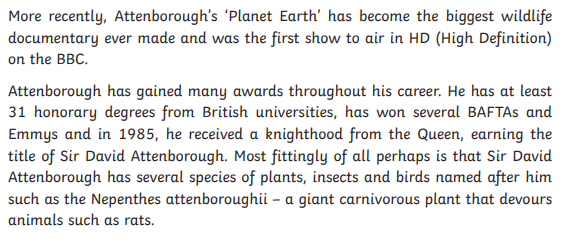 More recently, Attenborough's ‘Planet Earth’ has become the biggest wildlife
documentary ever made and was the first show to air in HD (High Definition)
on the BBC.
Attenborough has gained many awards throughout his career. He has at least
31 honorary degrees from British universities, has won several BAFTAs and
Emmys and in 1985, he received a knighthood from the Queen, earning the
title of Sir David Attenborough. Most fittingly of all perhaps is that Sir David
Attenborough has several species of plants, insects and birds named after him
such as the Nepenthes attenboroughii – a giant carnivorous plant that devours
animals such as rats.